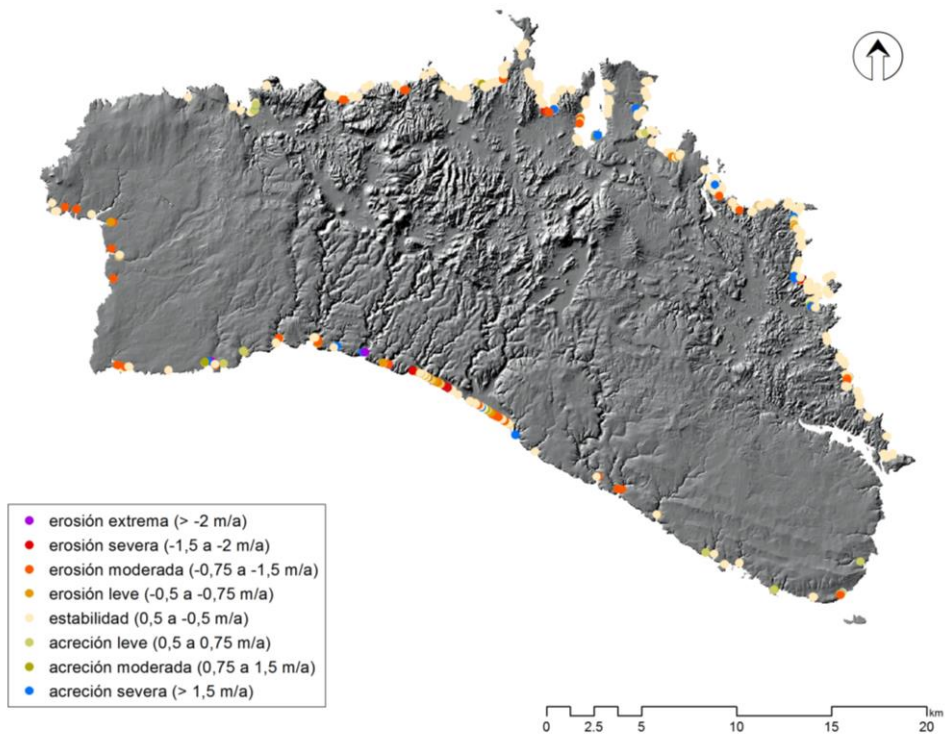 erosión extrema (> -2 m/a)
erosión severa (-1,5 a -2 m/a)
erosión moderada (-0,75 a -1,5 m/a)
erosión leve (-0,5 a -0,75 m/a)
estabilidad (0,5 a -0,5 m/a)
acreción leve (0,5 a 0,75 m/a)
acreción moderada (0,75 a 1,5 m/a)
acreción severa (> 1,5 m/a)
km
0 2.5 5 10 15 20